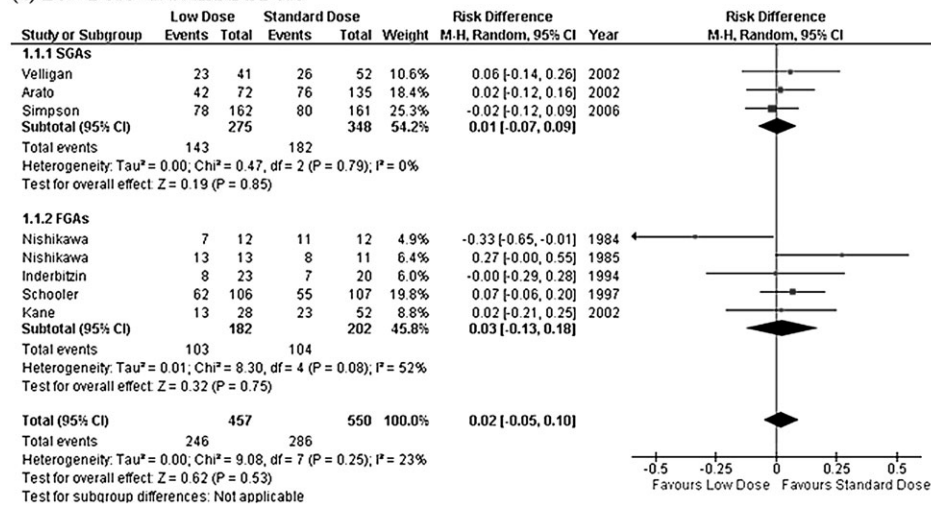 Low Dose Standard Dose Risk Difference Risk Difference
Study or Subgroup Events Total Events Total Weight M-H, Random, 95% CI Year M-H, Random, 95% CI
1.1.1 SGAs
Velligan 23 41 26 52 10.6% 0.06 [-0.14, 0.26] 2002
Arato 42 72 76 135 18.4% 0.02 [-0.12, 0.16] 2002
Simpson 78 162 80 161 25.3% -0.02 [-0.12, 0.09] 2006
Subtotal (95% CI) 275 348 54.2% 0.01 [-0.07, 0.09]
Total events 143 182
Heterogeneity: Tau² = 0.00; Chi² = 0.47, df = 2 (P = 0.79); I² = 0%
Test for overall effect: Z = 0.19 (P = 0.85)
1.1.2 FGAs
Nishikawa 7 12 11 12 4.9% -0.33 [-0.65, -0.01] 1984
Nishikawa 13 13 8 11 6.4% 0.27 [-0.00, 0.55] 1985
Inderbitzin 8 23 7 20 6.0% -0.00 [-0.29, 0.28] 1994
Schooler 62 106 55 107 19.8% 0.07 [-0.06, 0.20] 1997
Kane 13 28 23 52 8.8% 0.02 [-0.21, 0.25] 2002
Subtotal (95% CI) 182 202 45.8% 0.03 [-0.13, 0.18]
Total events 103 104
Heterogeneity: Tau² = 0.01; Chi² = 8.30, df = 4 (P = 0.08); I² = 52%
Test for overall effect: Z = 0.32 (P = 0.75)
Total (95% CI) 457 550 100.0% 0.02 [-0.05, 0.10]
Total events 246 286
Heterogeneity: Tau² = 0.00; Chi² = 9.08, df = 7 (P = 0.25); I² = 23%
Test for overall effect: Z = 0.62 (P = 0.53)
Test for subgroup differences: Not applicable
-0.5 -0.25 0 0.25 0.5
Favours Low Dose Favours Standard Dose